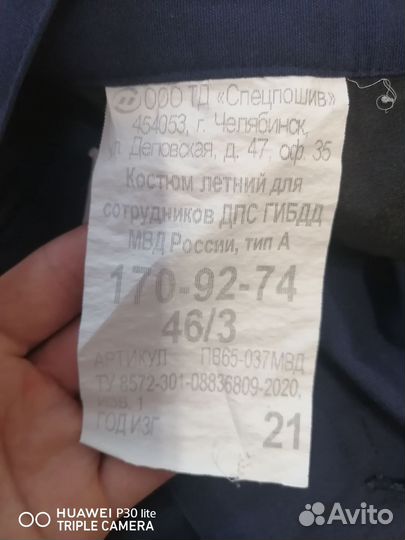 ООО ТД «Спецпошив»
454053, г. Челябинск,
ул. Деповская, д. 47, оф. 35
Костюм летний для
сотрудников ДПС ГИБДД
МВД России, тип А
170-92-74
46/3
АРТИКУЛ ПВ65-037МВД
ТУ 8572-301-08836809-2020,
изв. 1
ГОД ИЗГ. 21
HUAWEI P30 lite
TRIPLE CAMERA
Avito